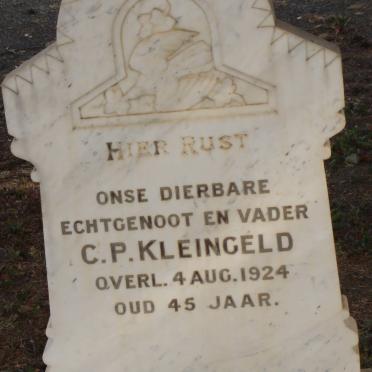 HIER RUST
ONSE DIERBARE
ECHTGENOOT EN VADER
C.P. KLEINGELD
OVERL. 4 AUG. 1924
OUD 45 JAAR.